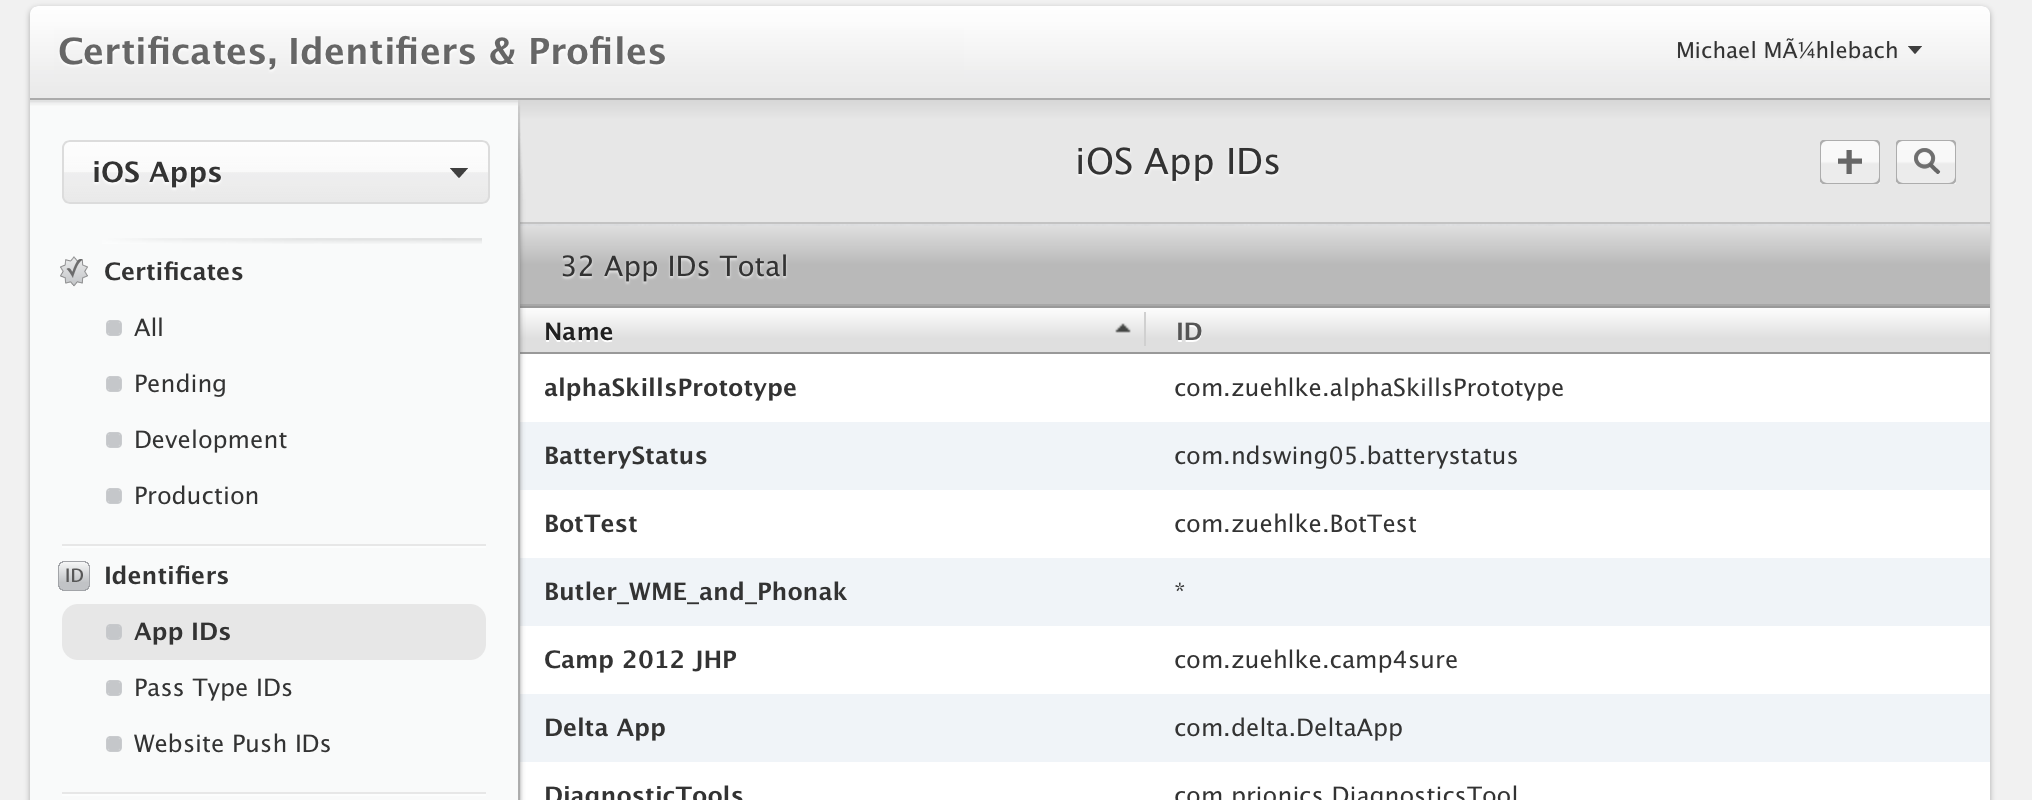 Certificates, Identifiers & Profiles
Michael MÃ¼hlebach
iOS Apps
Certificates
All
Pending
Development
Production
ID Identifiers
App IDs
Pass Type IDs
Website Push IDs
iOS App IDs
32 App IDs Total
Name ID
alphaSkillsPrototype com.zuehlke.alphaSkillsPrototype
BatteryStatus com.ndswing05.batterystatus
BotTest com.zuehlke.BotTest
Butler_WME_and_Phonak *
Camp 2012 JHP com.zuehlke.camp4sure
Delta App com.delta.DeltaApp
DiagnosticTools com.prionics.DiagnosticsTool